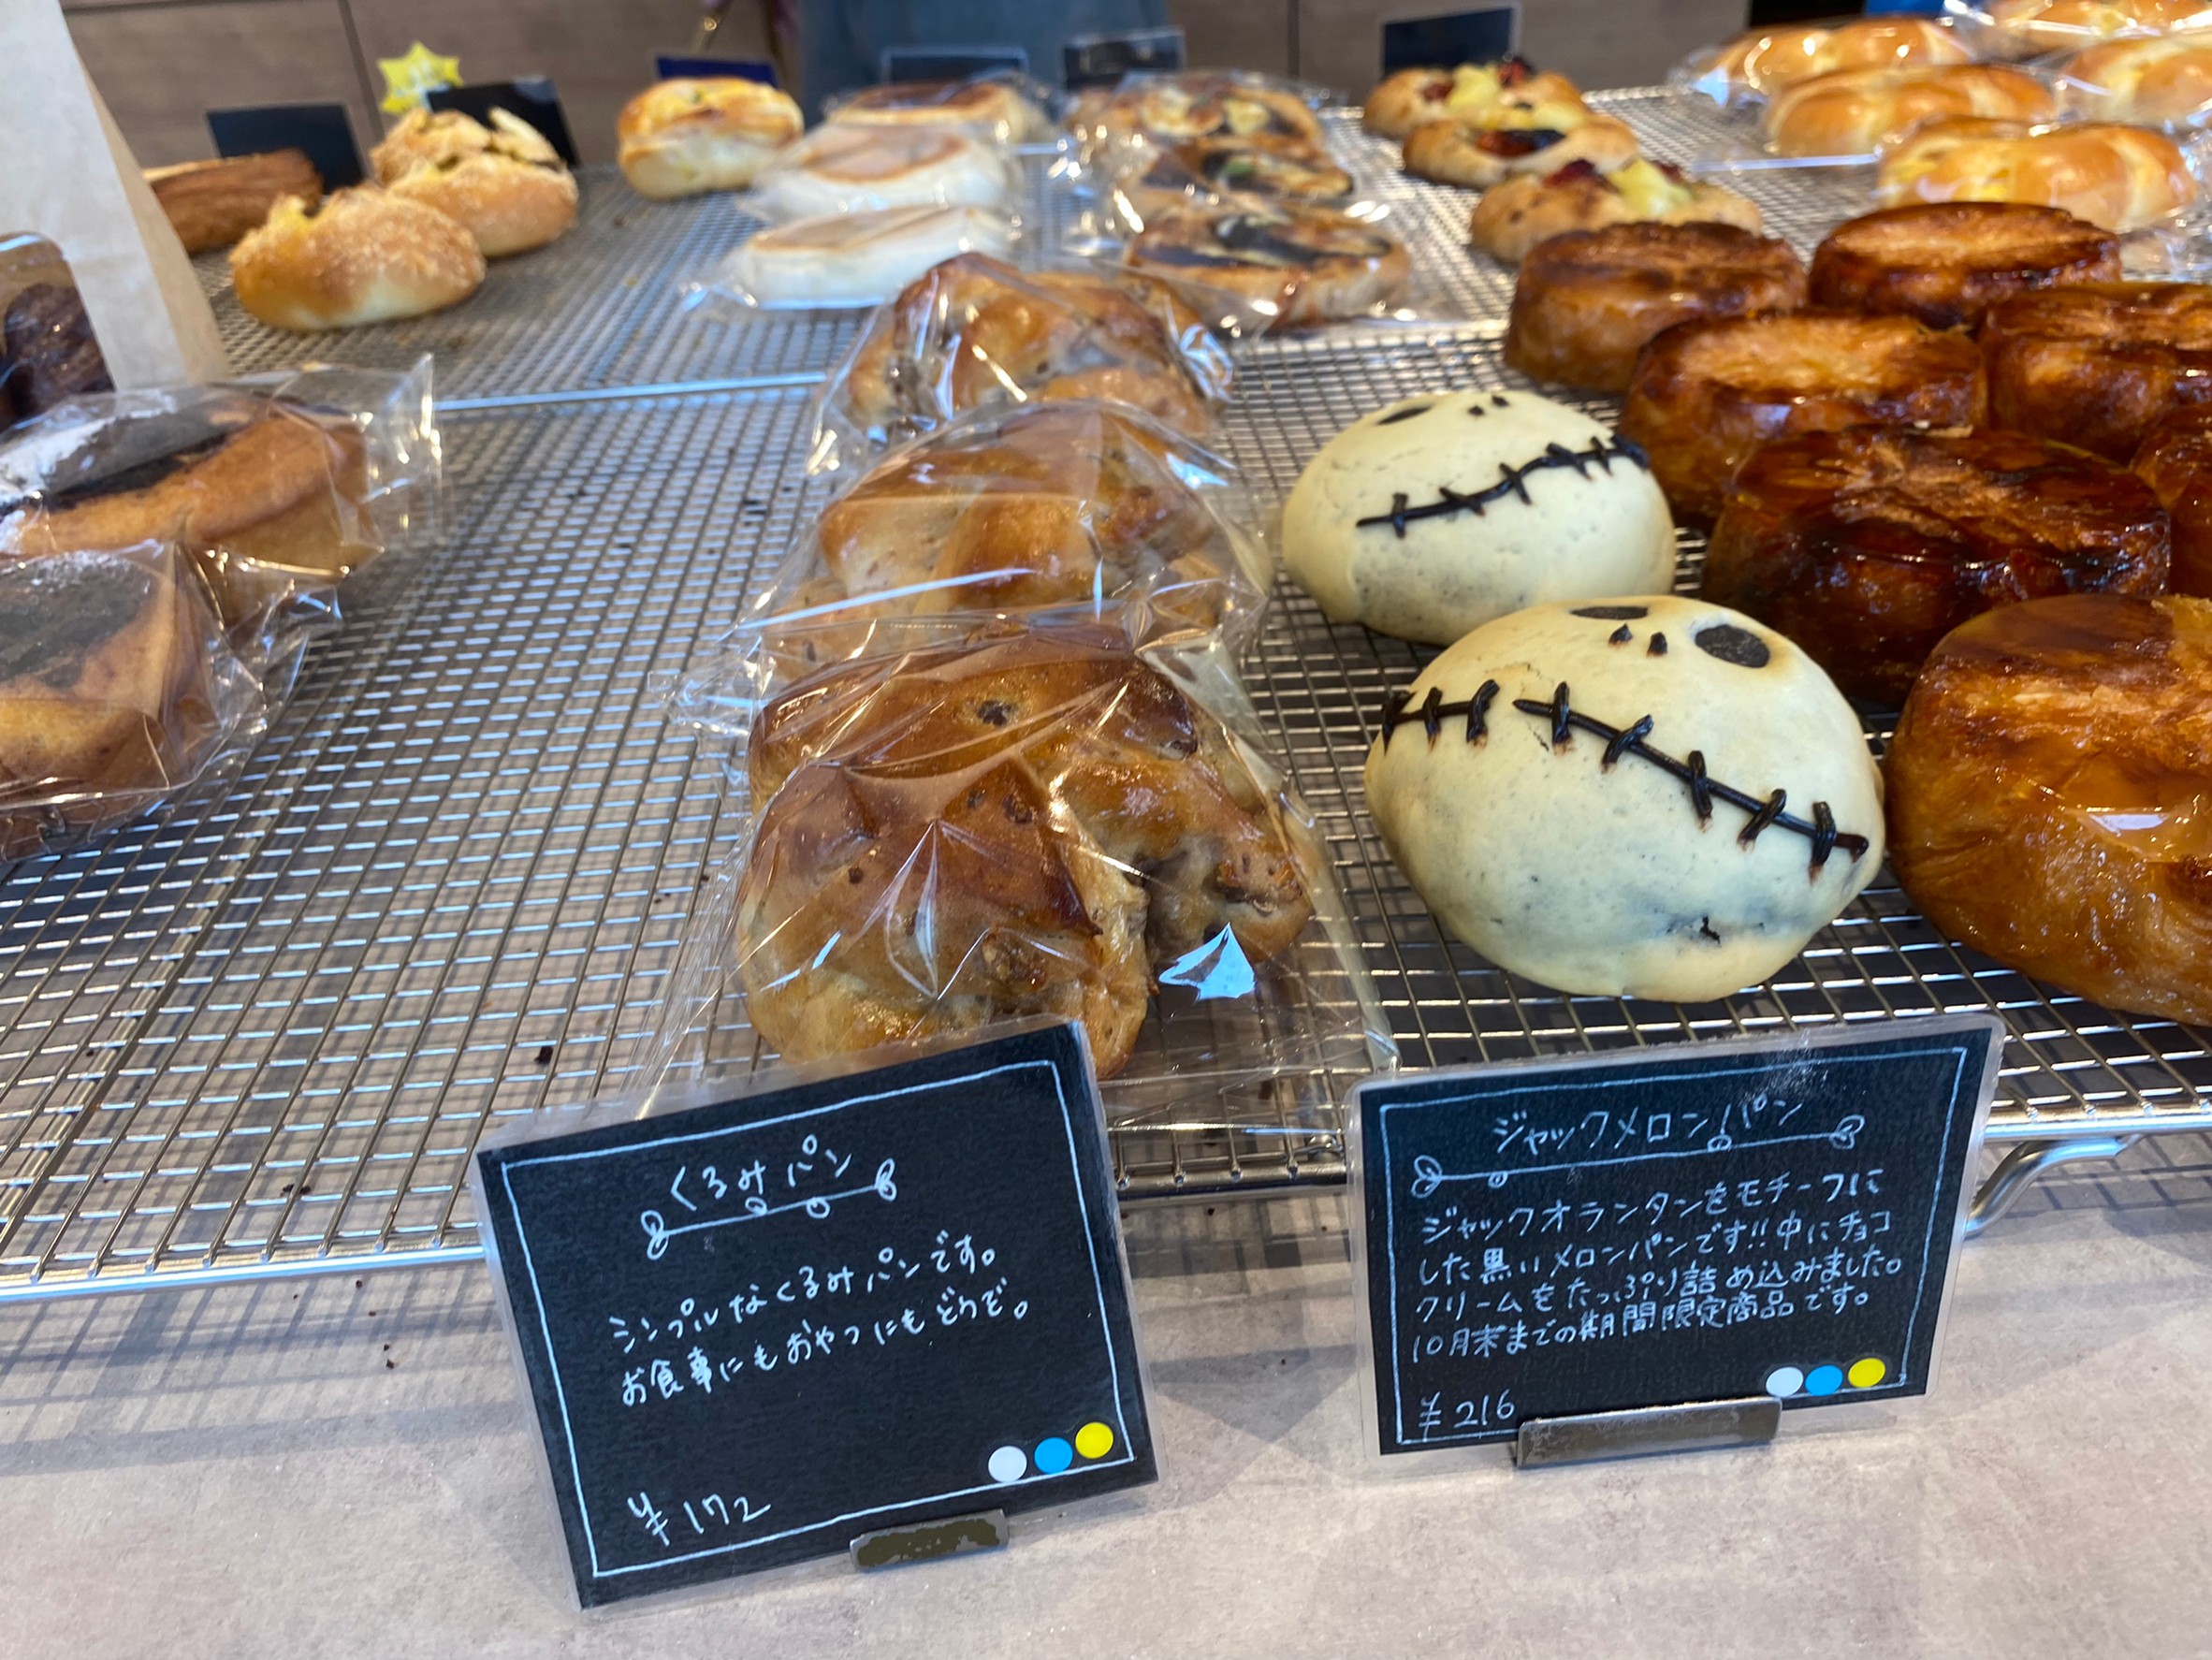 くるみパン
シンプルなくるみパンです。
お食事にもおやつにもどうぞ。
¥172
ジャックメロンパン
ジャックオランタンをモチーフに
した黒いメロンパンです!!中にチョコ
クリームをたっぷり詰め込みました。
10月末までの期間限定商品です。
¥216